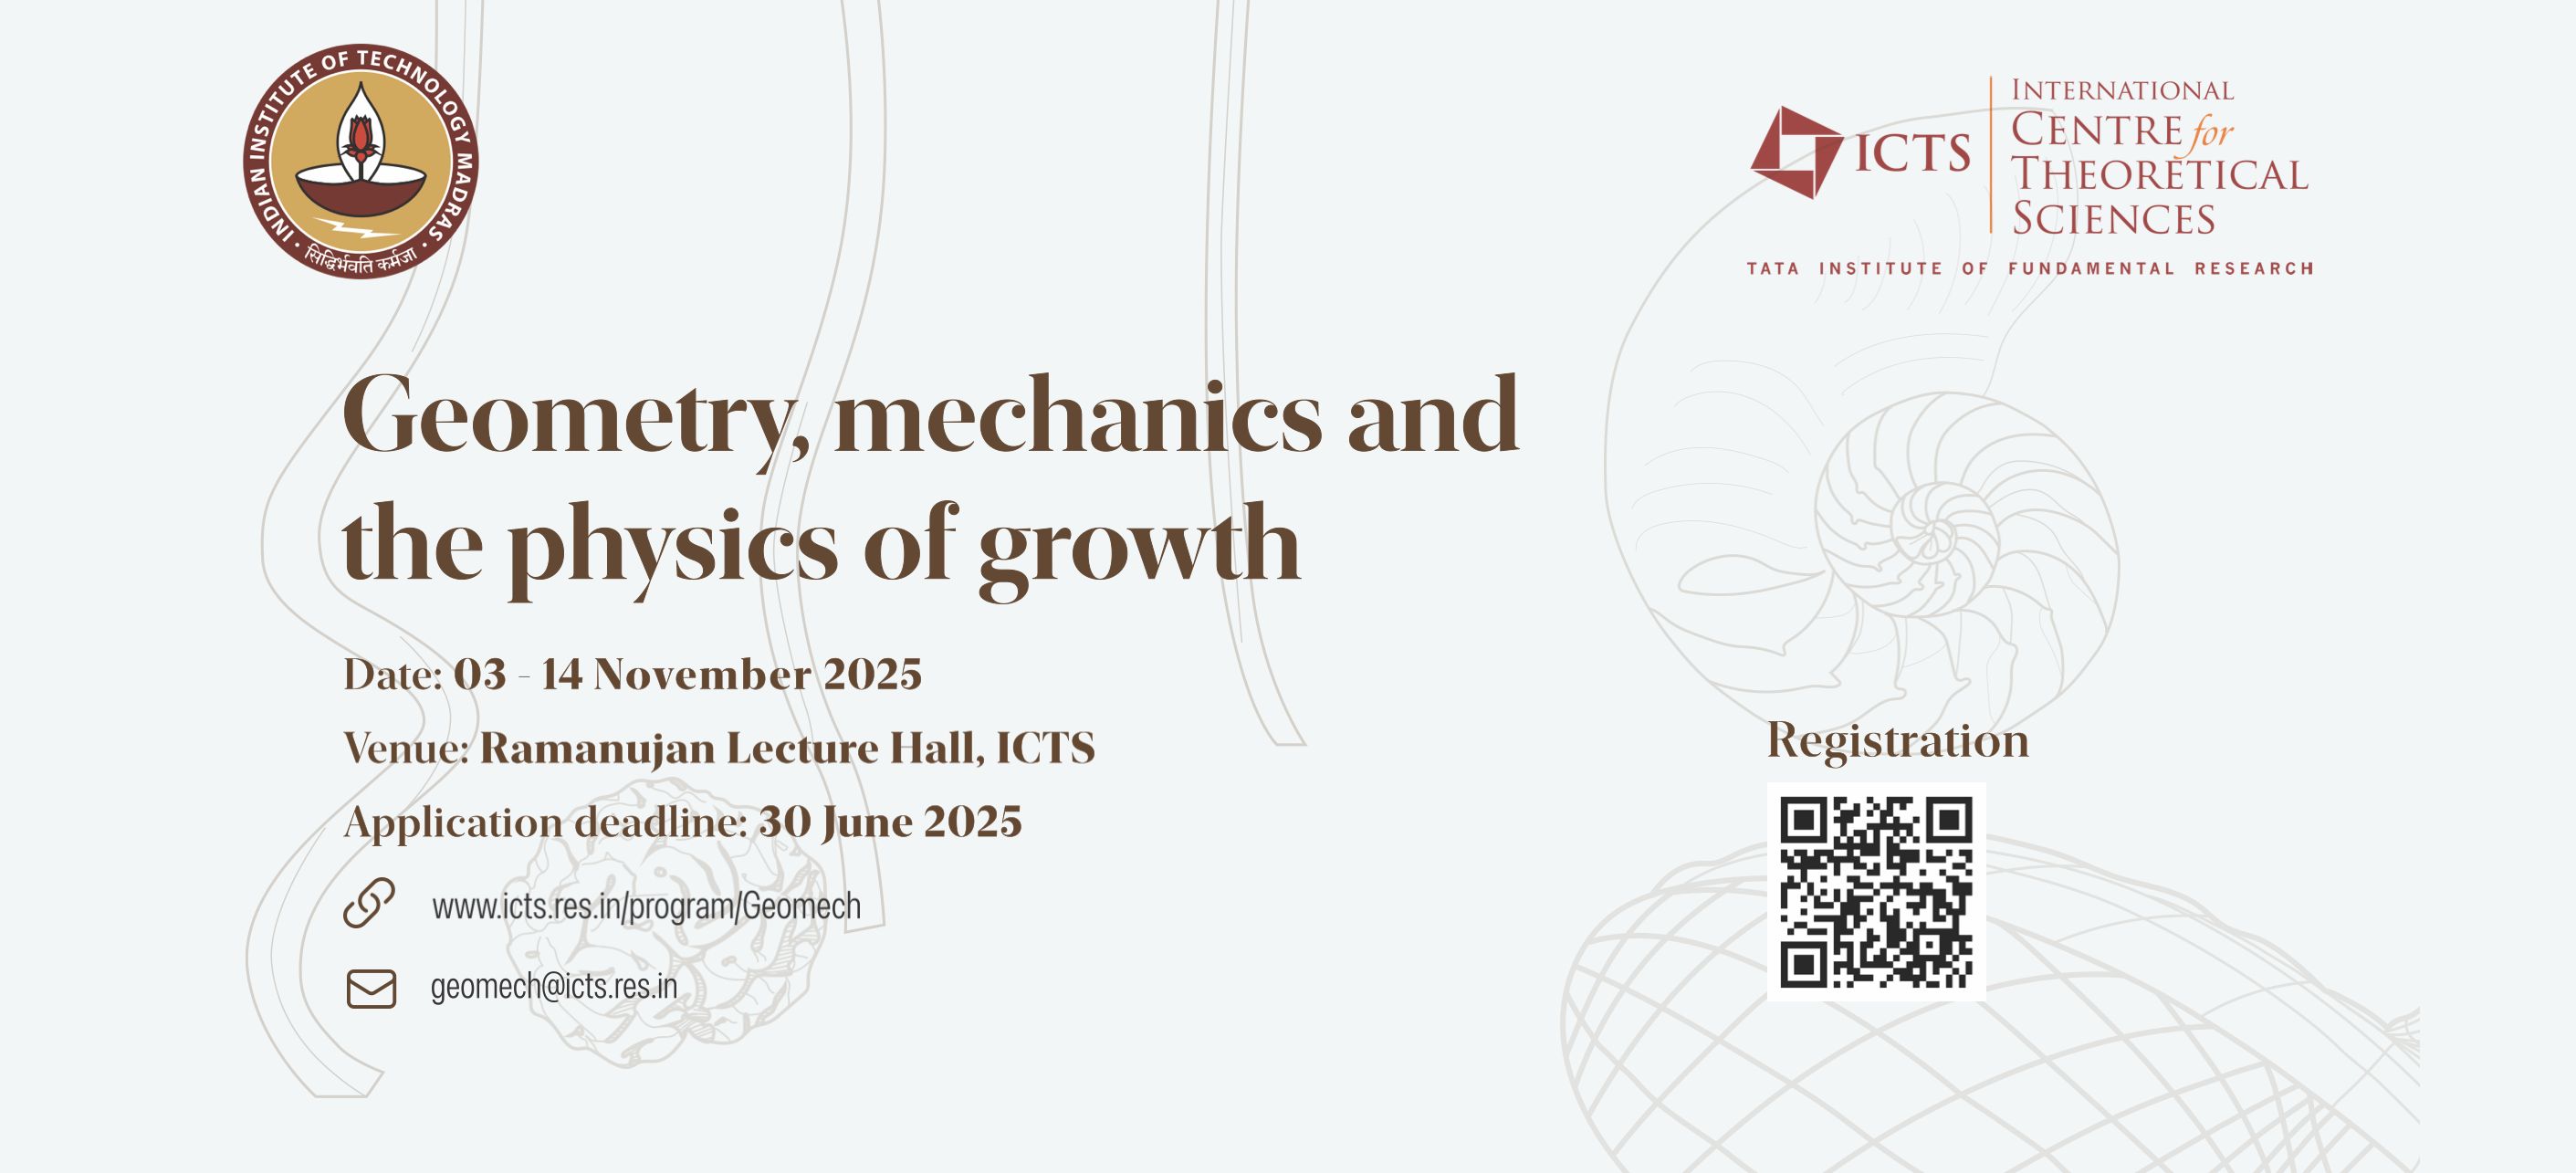 INDIAN INSTITUTE OF TECHNOLOGY MADRAS
सिद्धिर्भवति कर्मजा
ICTS
INTERNATIONAL
CENTRE for
THEORETICAL
SCIENCES
TATA INSTITUTE OF FUNDAMENTAL RESEARCH
Geometry, mechanics and
the physics of growth
Date: 03 - 14 November 2025
Venue: Ramanujan Lecture Hall, ICTS
Application deadline: 30 June 2025
www.icts.res.in/program/Geomech
geomech@icts.res.in
Registration